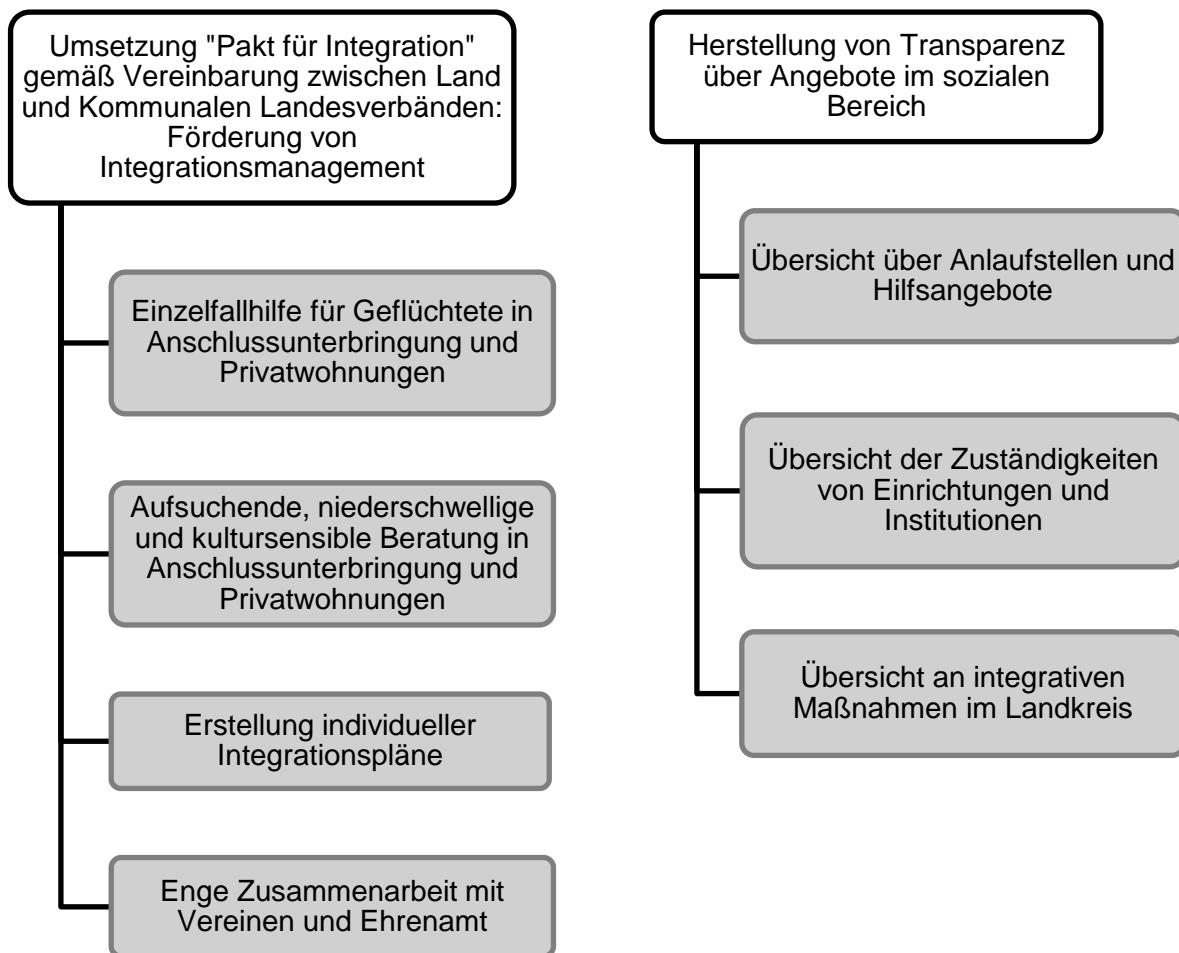 Umsetzung "Pakt für Integration"
gemäß Vereinbarung zwischen Land
und Kommunalen Landesverbänden:
Förderung von
Integrationsmanagement
Einzelfallhilfe für Geflüchtete in
Anschlussunterbringung und
Privatwohnungen
Aufsuchende, niederschwellige
und kultursensible Beratung in
Anschlussunterbringung und
Privatwohnungen
Erstellung individueller
Integrationspläne
Enge Zusammenarbeit mit
Vereinen und Ehrenamt
Herstellung von Transparenz
über Angebote im sozialen
Bereich
Übersicht über Anlaufstellen und
Hilfsangebote
Übersicht der Zuständigkeiten
von Einrichtungen und
Institutionen
Übersicht an integrativen
Maßnahmen im Landkreis